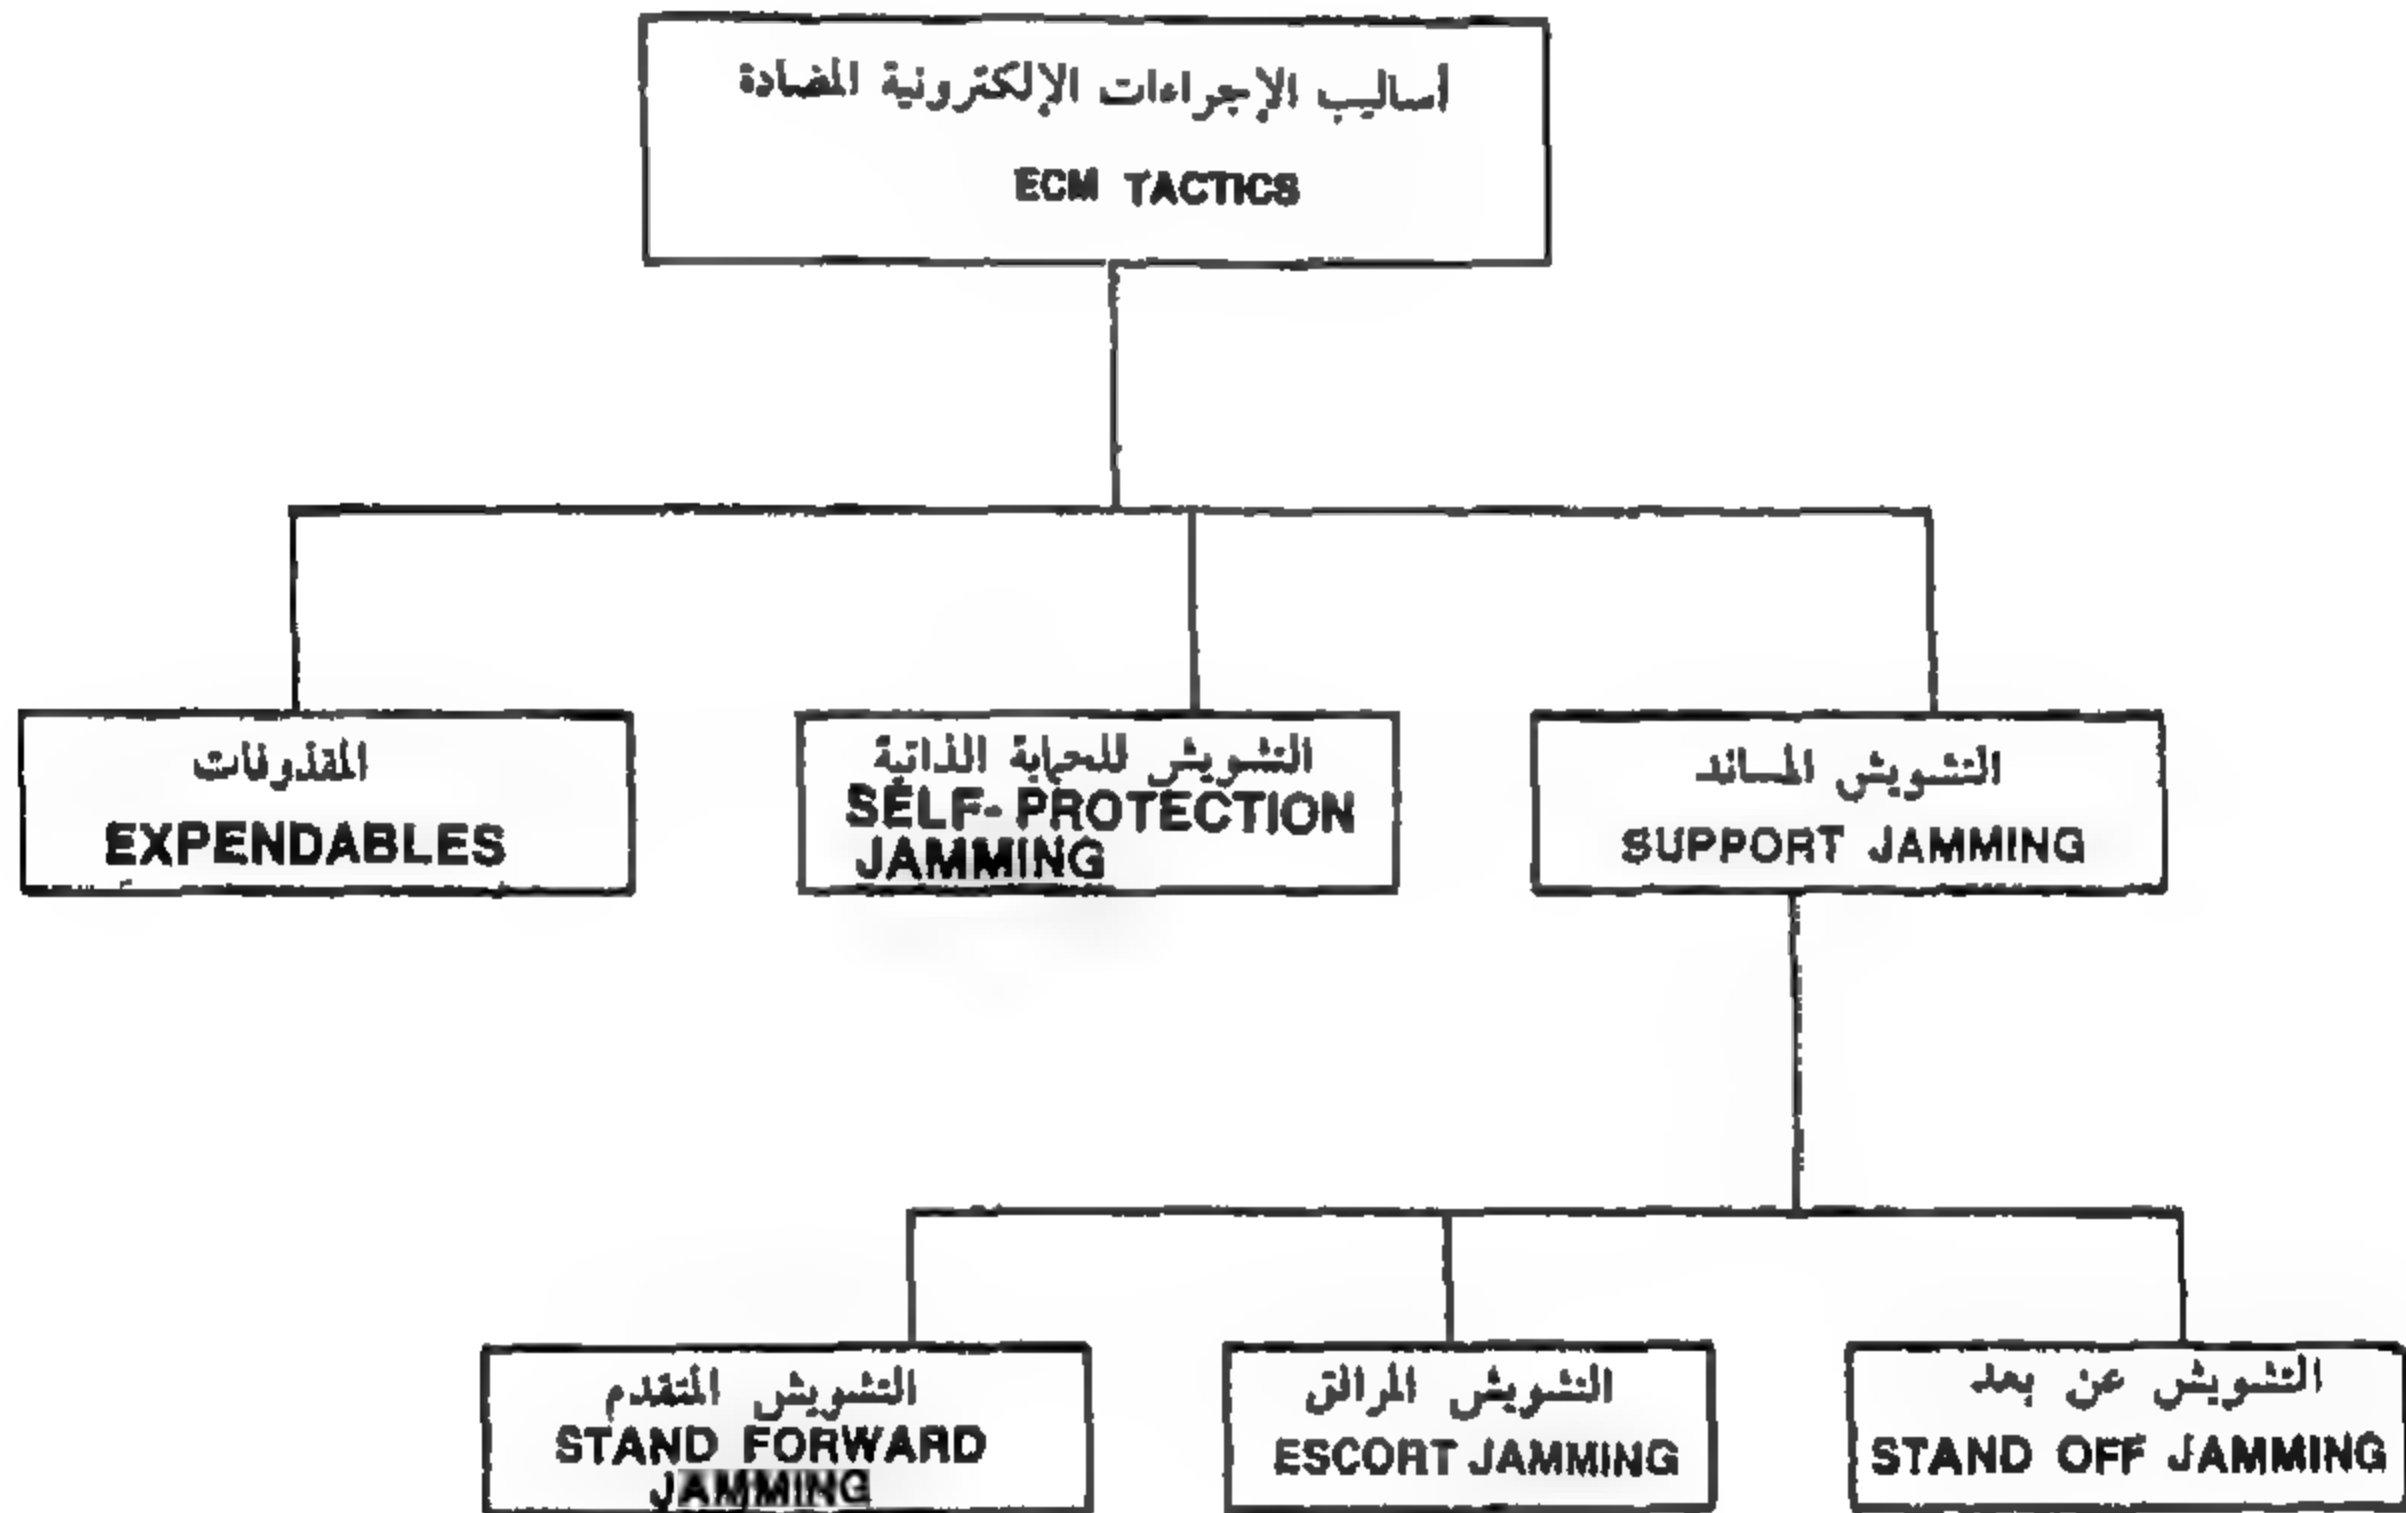 أساليب الإجراءات الإلكترونية المضادة
ECM TACTICS
المقذوفات
EXPENDABLES
التشويش للحماية الذاتية
SELF-PROTECTION
JAMMING
التشويش المساند
SUPPORT JAMMING
التشويش المتقدم
STAND FORWARD
JAMMING
التشويش المرافق
ESCORT JAMMING
التشويش عن بعد
STAND OFF JAMMING